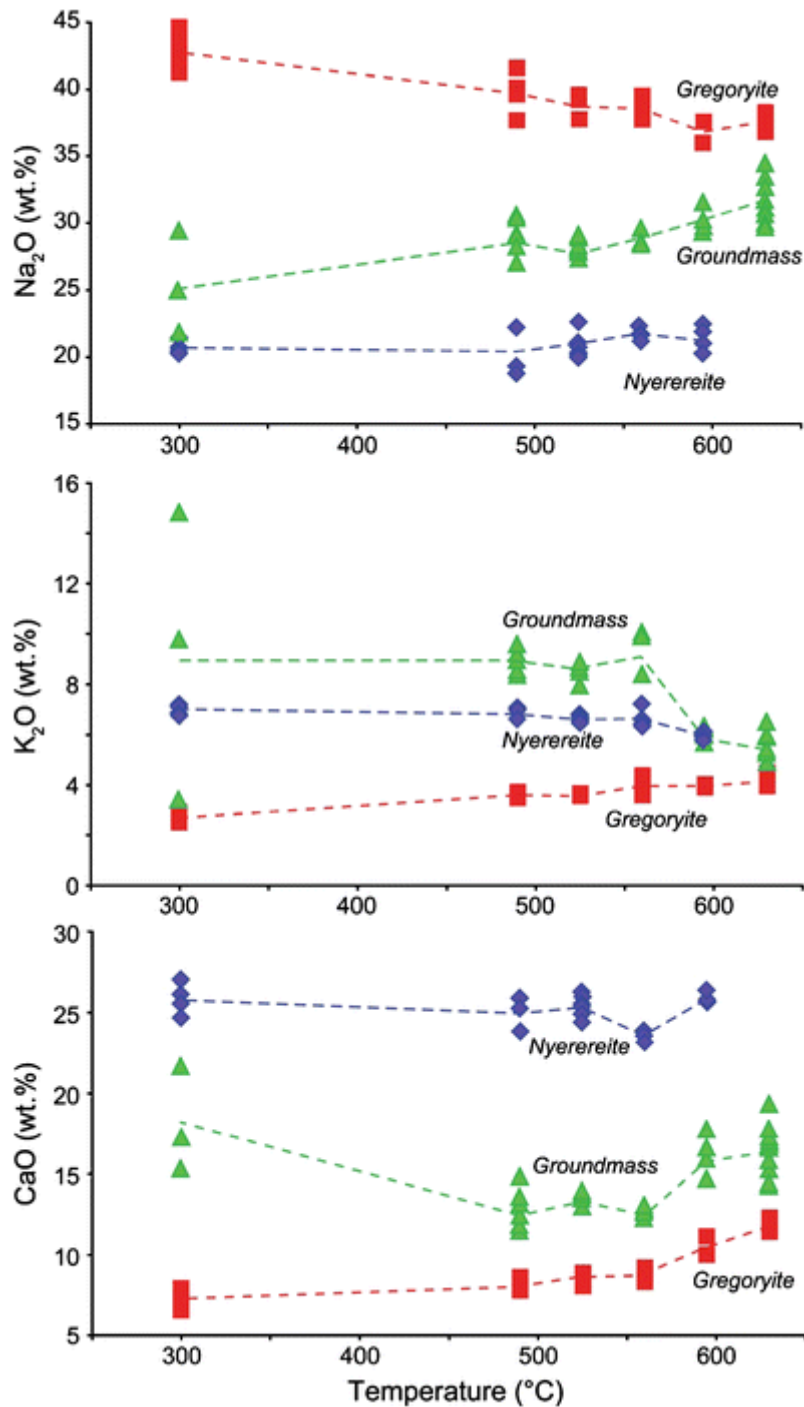 45
40
35
30
25
20
15
Na₂O (wt.%)
Gregoryite
Groundmass
Nyerereite
300
400
500
600
16
12
8
4
0
K₂O (wt.%)
Groundmass
Nyerereite
Gregoryite
300
400
500
600
30
25
20
15
10
5
CaO (wt.%)
Nyerereite
Groundmass
Gregoryite
300
400
500
600
Temperature (°C)